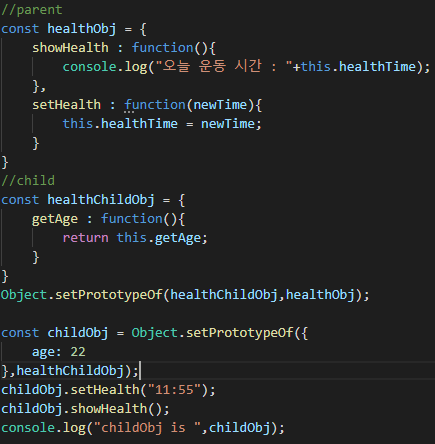 //parent
const healthObj = {
    showHealth : function(){
        console.log("오늘 운동 시간 : "+this.healthTime);
    },
    setHealth : function(newTime){
        this.healthTime = newTime;
    }
}
//child
const healthChildObj = {
    getAge : function(){
        return this.getAge;
    }
}
Object.setPrototypeOf(healthChildObj,healthObj);

const childObj = Object.setPrototypeOf({
    age: 22
},healthChildObj);
childObj.setHealth("11:55");
childObj.showHealth();
console.log("childObj is ",childObj);